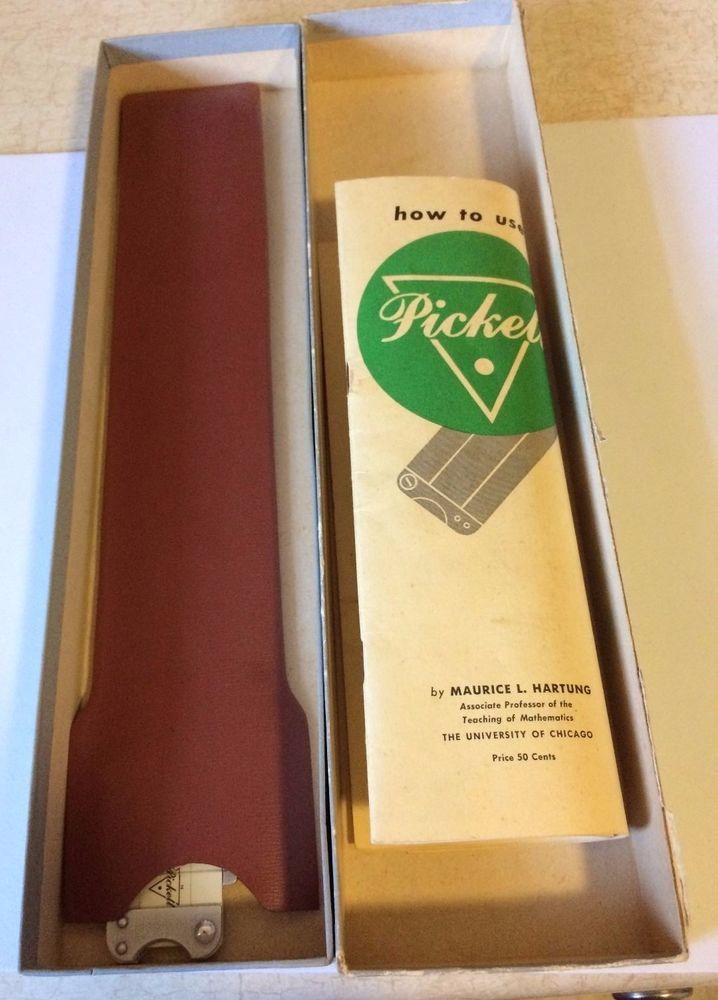 how to use
Pickett
by MAURICE L. HARTUNG
Associate Professor of the
Teaching of Mathematics
THE UNIVERSITY OF CHICAGO
Price 50 Cents
Pickett